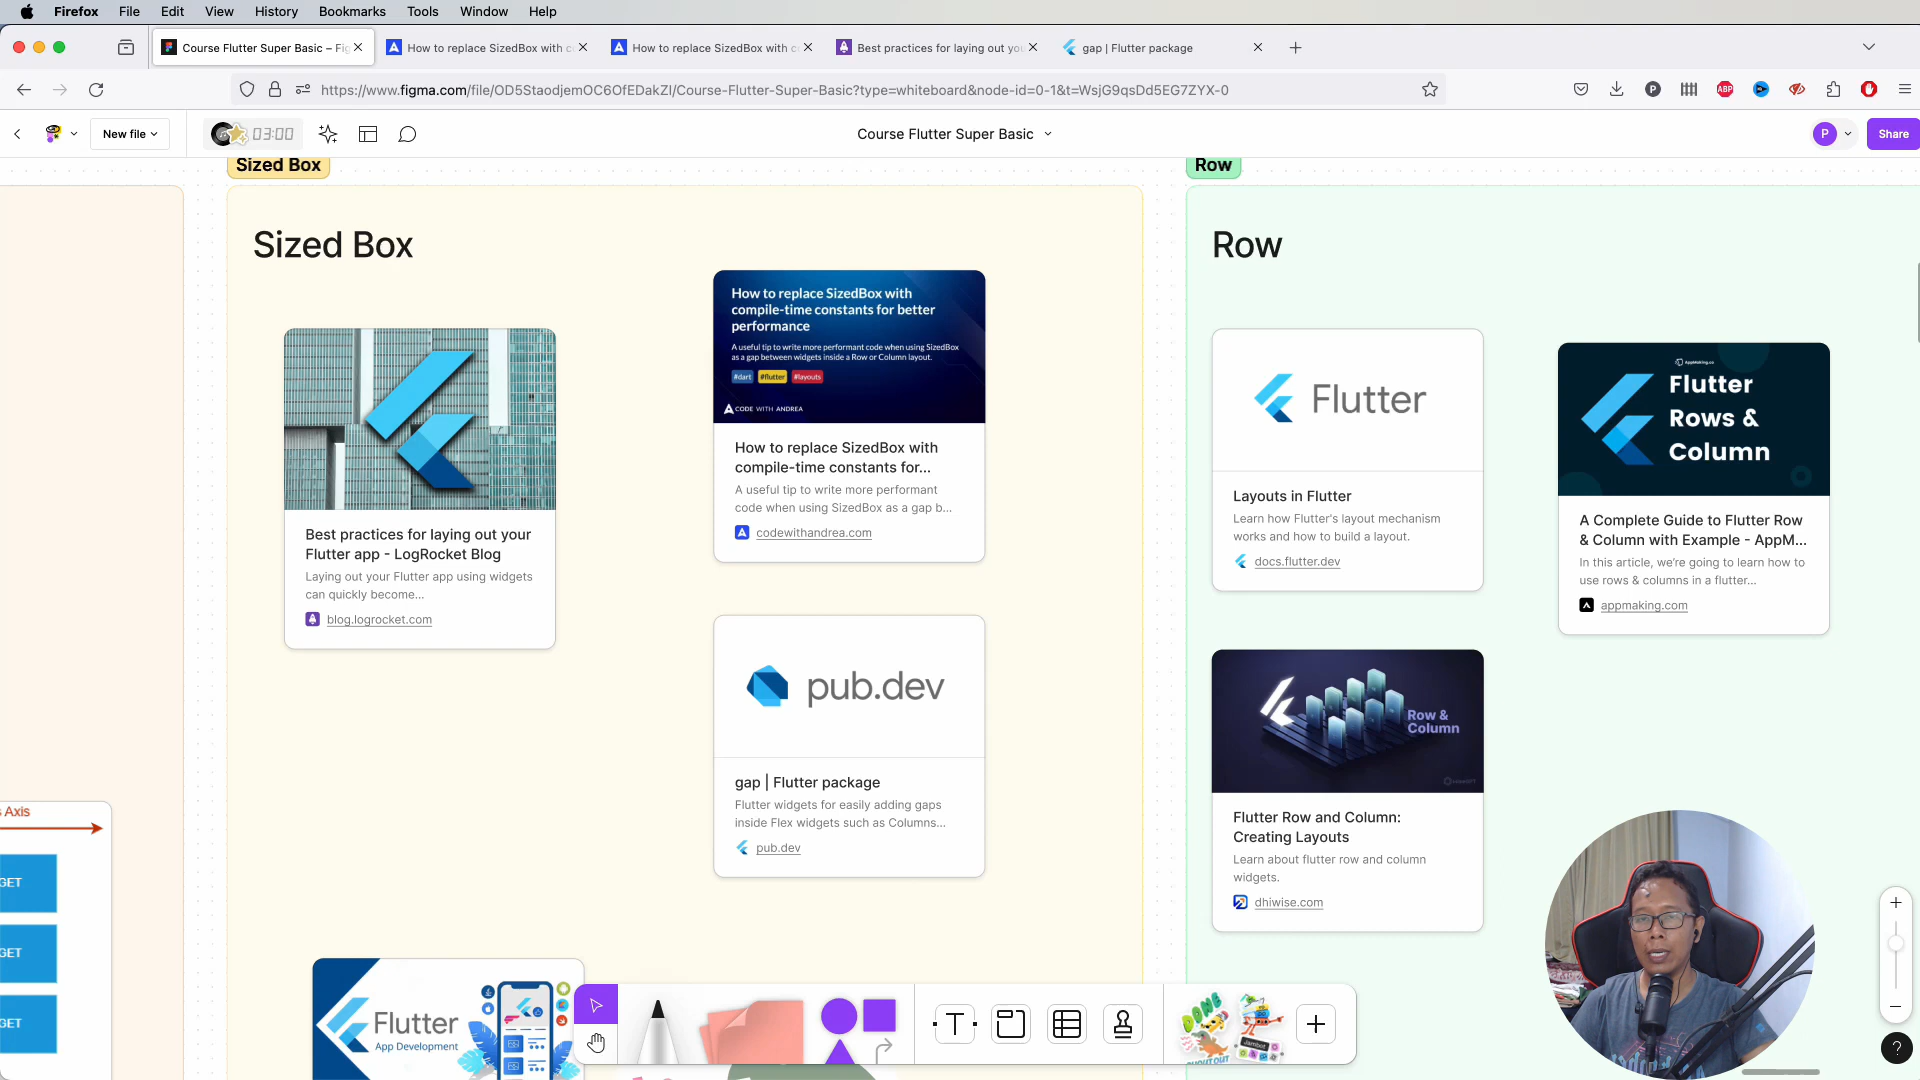 Firefox File Edit View History Bookmarks Tools Window Help
Course Flutter Super Basic – Fig
How to replace SizedBox with c
How to replace SizedBox with c
Best practices for laying out you
gap | Flutter package
https://www.figma.com/file/OD5StaodjemOC6OfEDakZI/Course-Flutter-Super-Basic?type=whiteboard&node-id=0-1&t=WsjG9qsDd5EG7ZYX-0
P
ABP
New file
03:00
Course Flutter Super Basic
P
Share
Sized Box
Row
Sized Box
Row
How to replace SizedBox with
compile-time constants for better
performance
A useful tip to write more performant code when using SizedBox
as a gap between widgets inside a Row or Column layout.
#dart #flutter #layouts
CODE WITH ANDREA
How to replace SizedBox with
compile-time constants for...
A useful tip to write more performant
code when using SizedBox as a gap b...
codewithandrea.com
Best practices for laying out your
Flutter app - LogRocket Blog
Laying out your Flutter app using widgets
can quickly become...
blog.logrocket.com
pub.dev
gap | Flutter package
Flutter widgets for easily adding gaps
inside Flex widgets such as Columns...
pub.dev
Flutter
App Development
Flutter
Layouts in Flutter
Learn how Flutter's layout mechanism
works and how to build a layout.
docs.flutter.dev
AppMaking.co
Flutter
Rows &
Column
A Complete Guide to Flutter Row
& Column with Example - AppM...
In this article, we're going to learn how to
use rows & columns in a flutter...
appmaking.com
Row &
Column
Flutter Row and Column:
Creating Layouts
Learn about flutter row and column
widgets.
dhiwise.com
s Axis
GET
GET
GET
T
DONE
Jambot
?